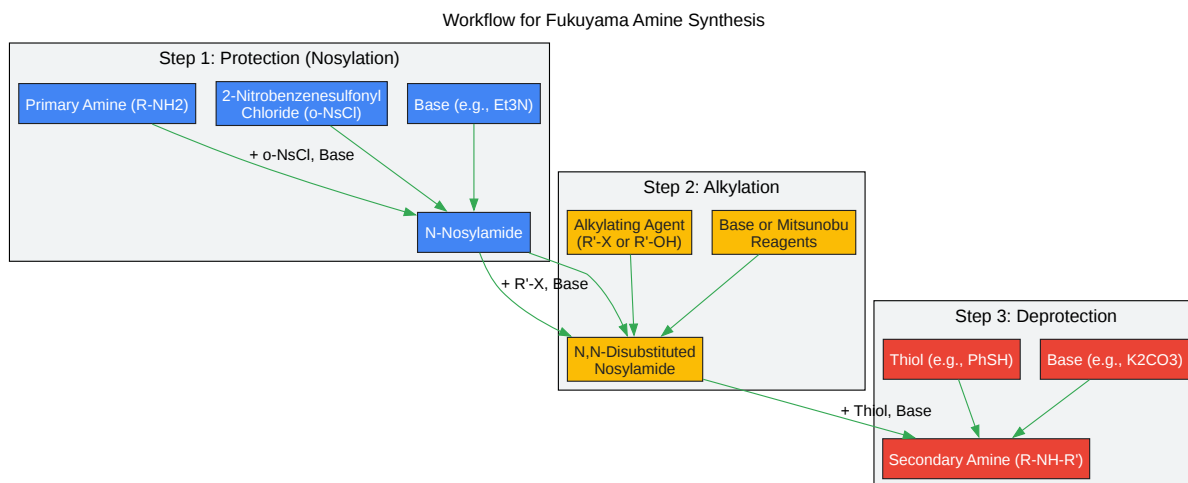 Workflow for Fukuyama Amine Synthesis
Step 1: Protection (Nosylation)
Primary Amine (R-NH2)
2-Nitrobenzenesulfonyl
Chloride (o-NsCl)
Base (e.g., Et3N)
+ o-NsCl, Base
N-Nosylamide
Step 2: Alkylation
Alkylating Agent
(R'-X or R'-OH)
Base or Mitsunobu
Reagents
+ R'-X, Base
N,N-Disubstituted
Nosylamide
Step 3: Deprotection
Thiol (e.g., PhSH)
Base (e.g., K2CO3)
+ Thiol, Base
Secondary Amine (R-NH-R')